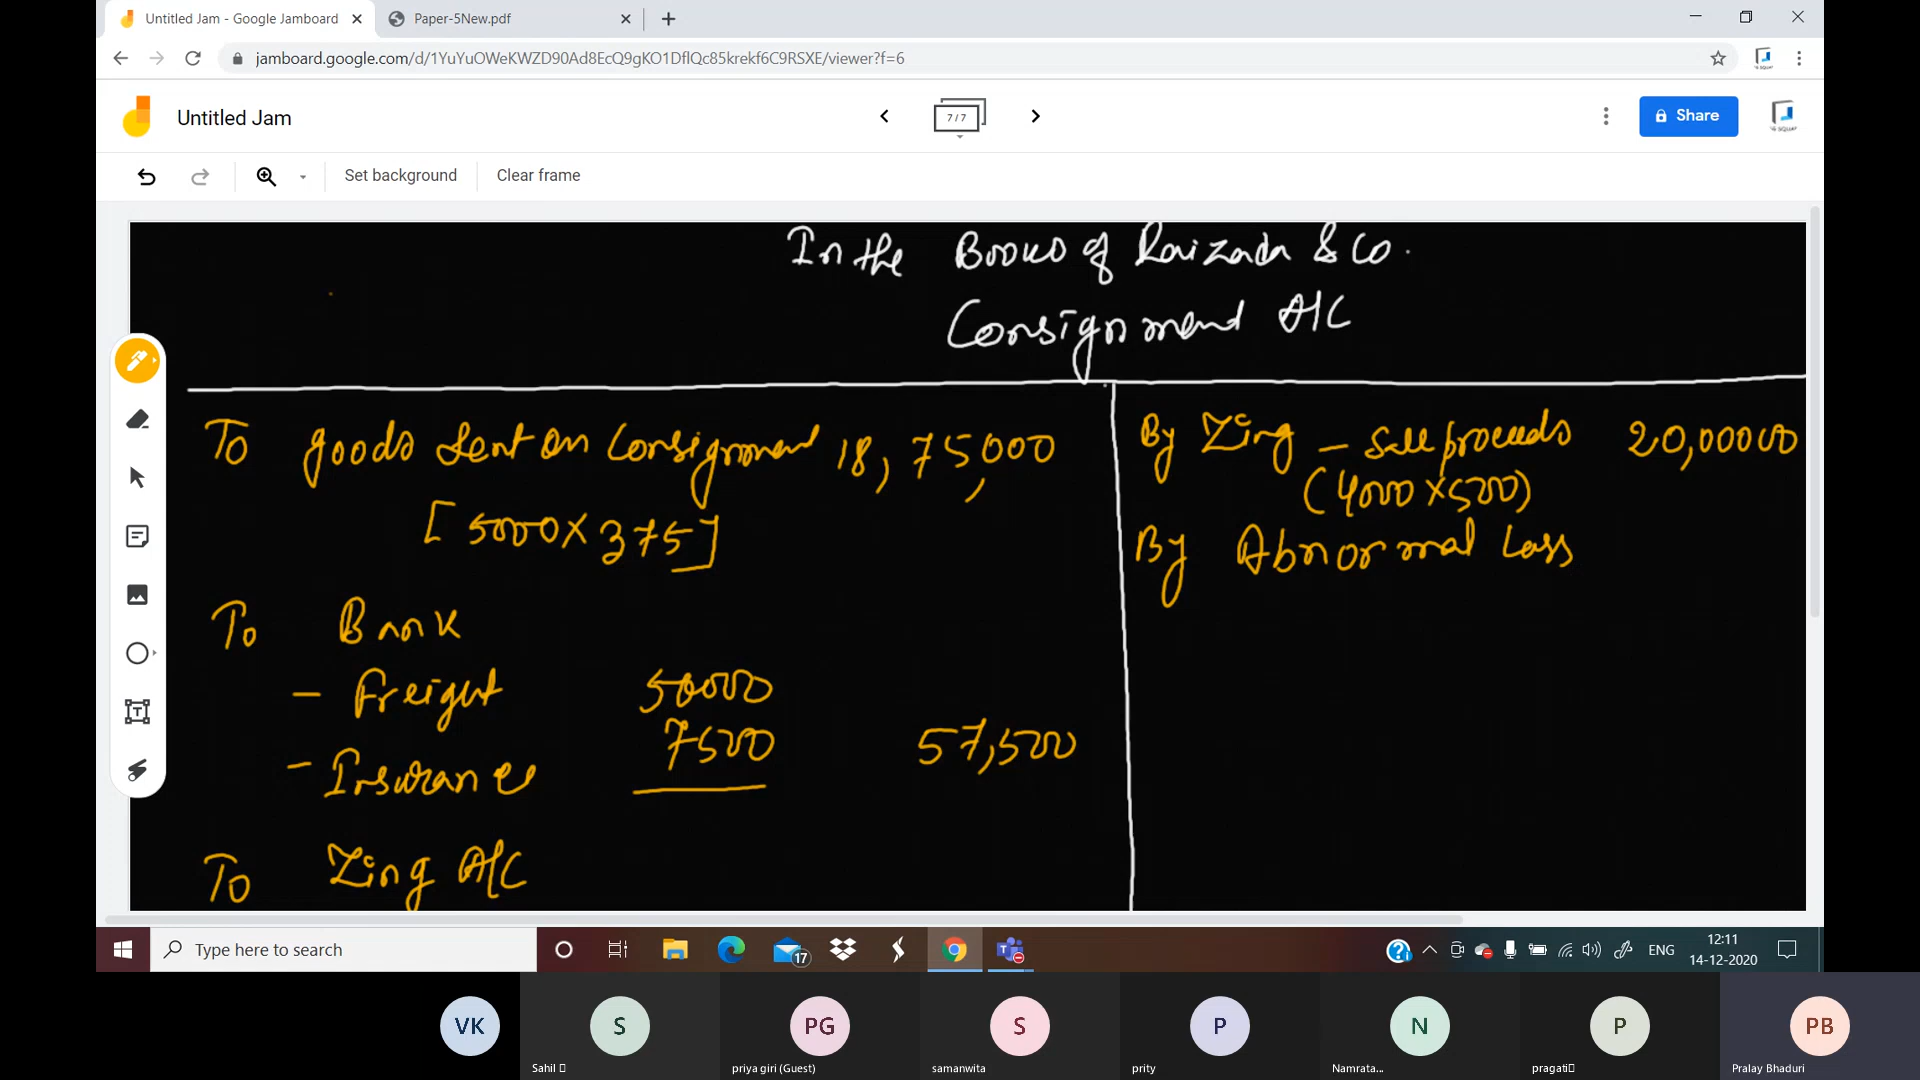 Untitled Jam - Google Jamboard
Paper-5New.pdf
jamboard.google.com/d/1YuYuOWeKWZD90Ad8EcQ9gKO1DflQc85krekf6C9RSXE/viewer?f=6
Untitled Jam
7 / 7
Share
Set background
Clear frame
In the Books of Raizada & Co.
Consignment A/C
To goods sent on Consignment 18,75,000
[5000 X 375]
By Zing - Sale proceeds 20,00000
(4000 X 500)
By Abnormal Loss
To Bank
- Freight 50000
- Insurance 7500 57,500
To Zing A/C
Type here to search
17
ENG
12:11
14-12-2020
VK
S
PG
S
P
N
P
PB
Sahil
priya giri (Guest)
samanwita
prity
Namrata...
pragati
Pralay Bhaduri